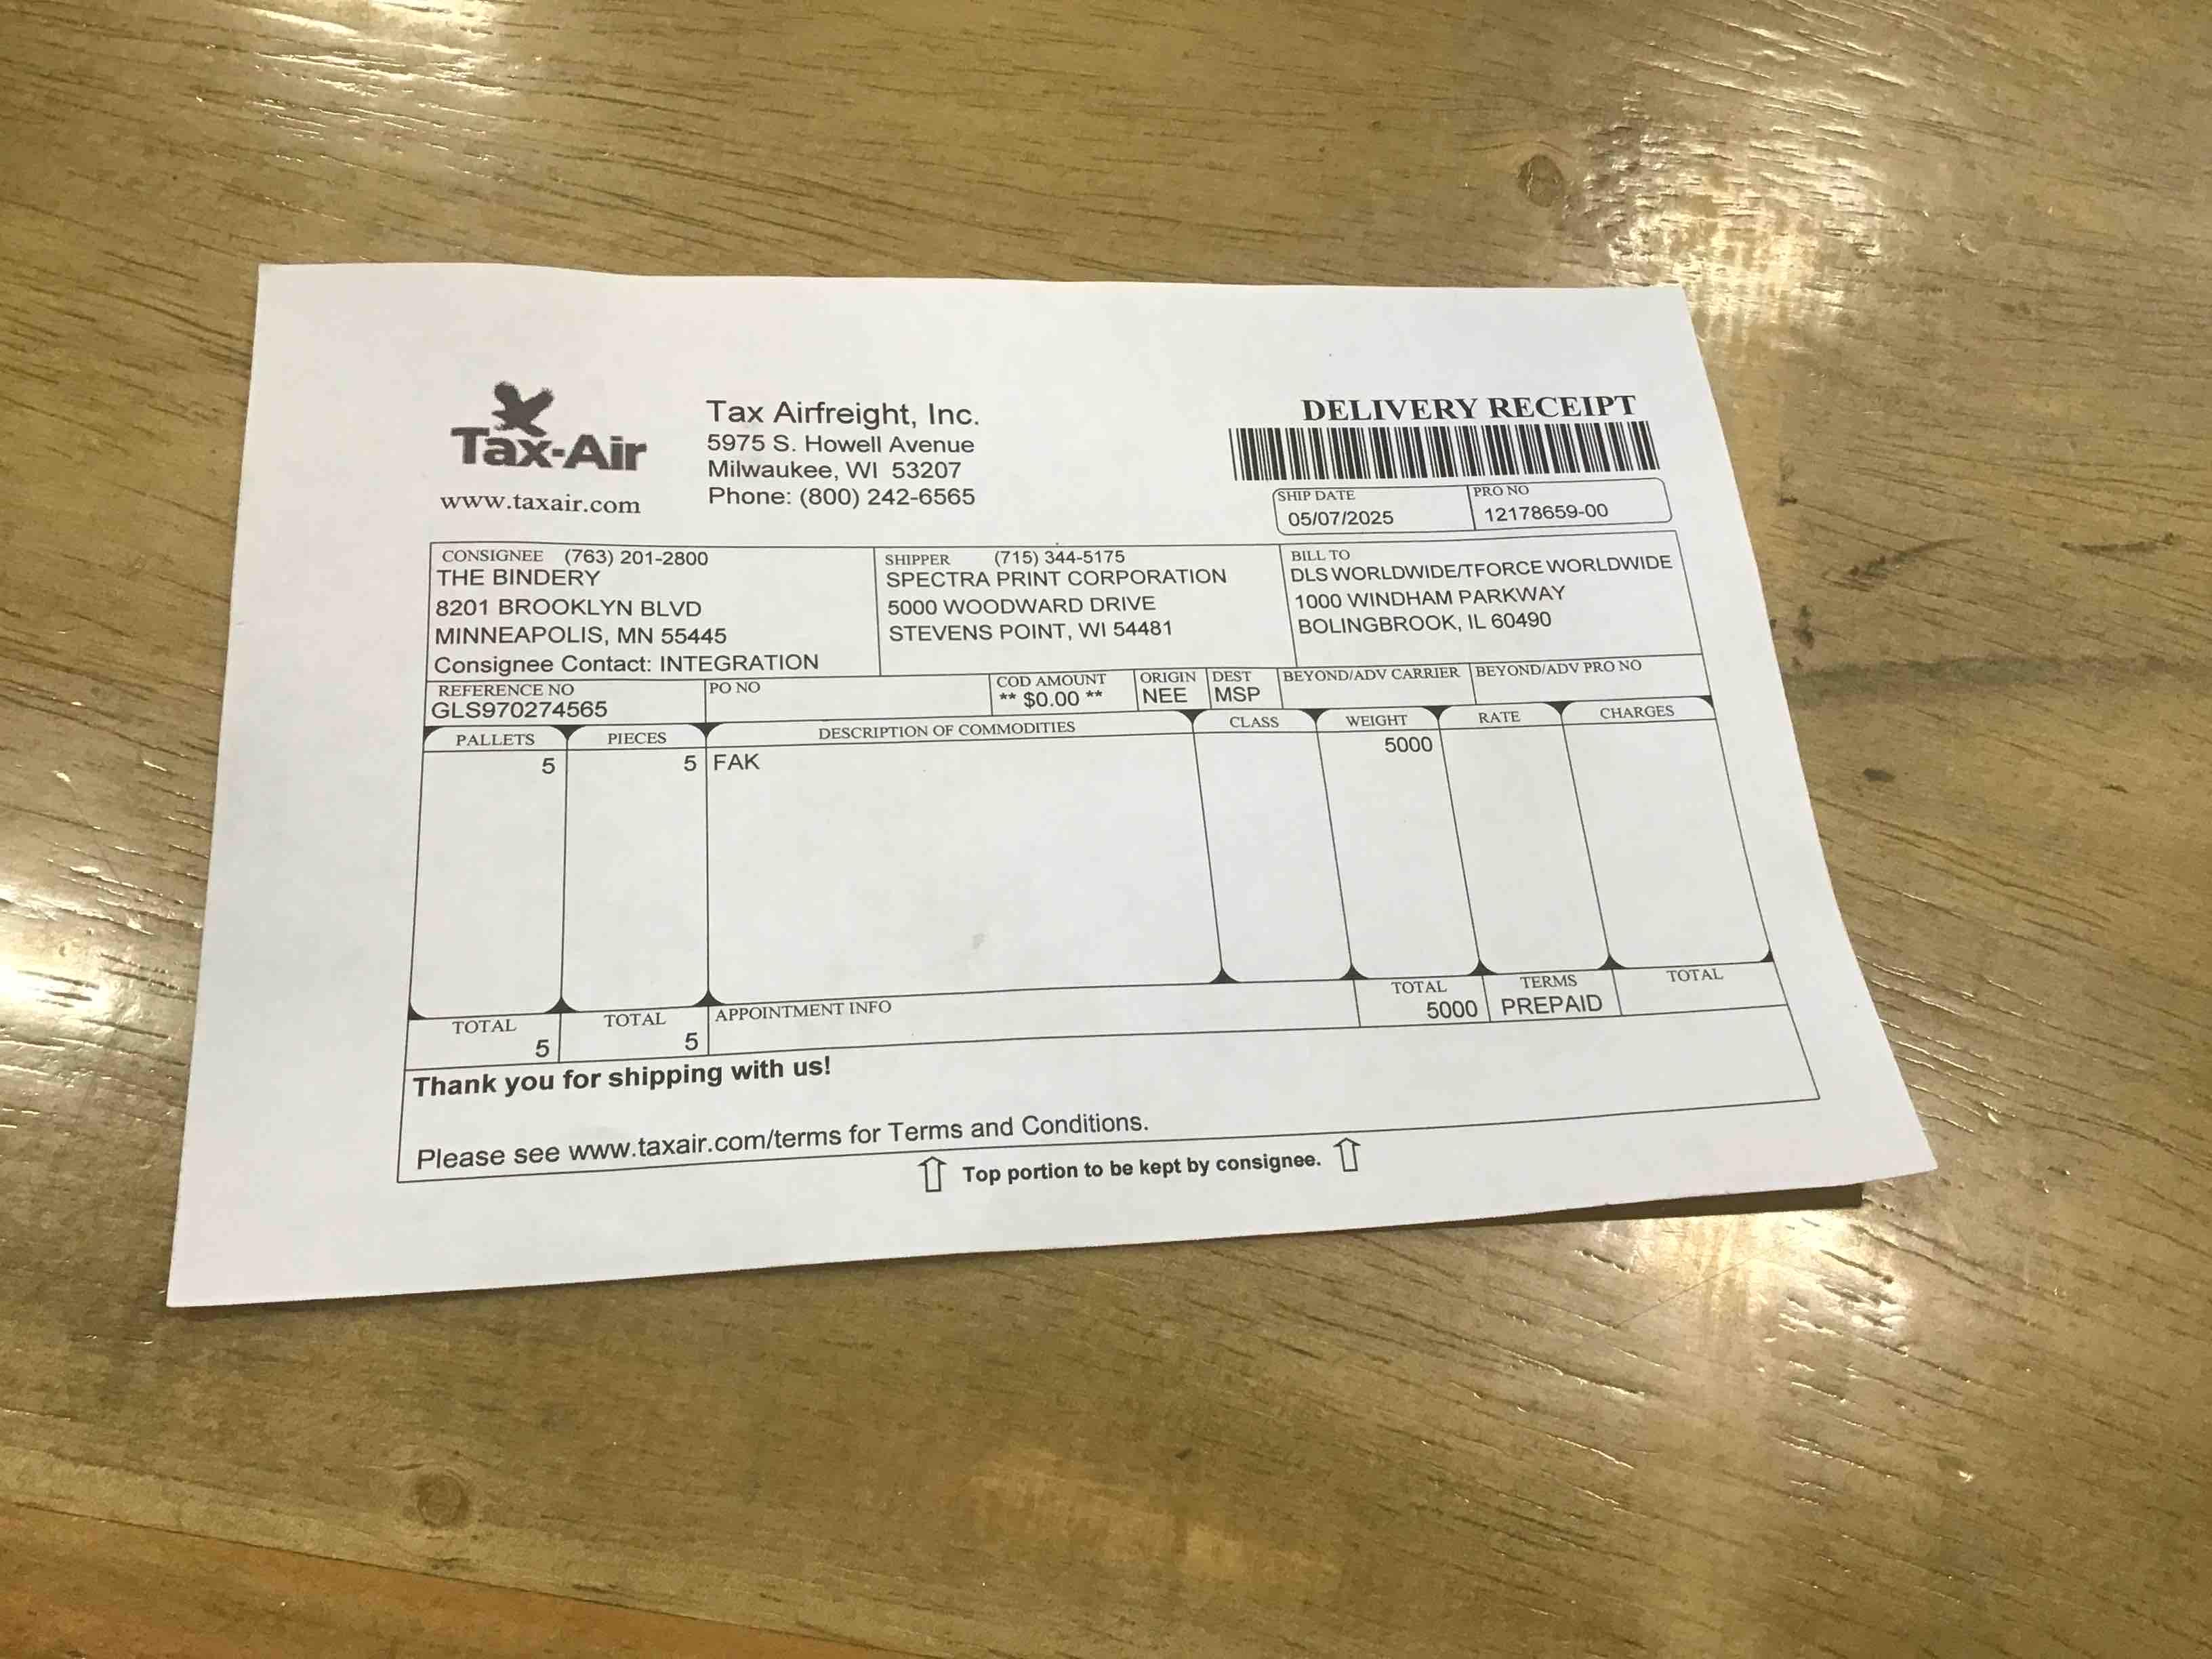 Tax-Air
www.taxair.com
Tax Airfreight, Inc.
5975 S. Howell Avenue
Milwaukee, WI 53207
Phone: (800) 242-6565
DELIVERY RECEIPT
SHIP DATE
05/07/2025
PRO NO
12178659-00
CONSIGNEE (763) 201-2800
THE BINDERY
8201 BROOKLYN BLVD
MINNEAPOLIS, MN 55445
Consignee Contact: INTEGRATION
SHIPPER (715) 344-5175
SPECTRA PRINT CORPORATION
5000 WOODWARD DRIVE
STEVENS POINT, WI 54481
BILL TO
DLS WORLDWIDE/TFORCE WORLDWIDE
1000 WINDHAM PARKWAY
BOLINGBROOK, IL 60490
REFERENCE NO
GLS970274565
PO NO
COD AMOUNT
** $0.00 **
ORIGIN
NEE
DEST
MSP
BEYOND/ADV CARRIER
BEYOND/ADV PRO NO
PALLETS PIECES DESCRIPTION OF COMMODITIES CLASS WEIGHT RATE CHARGES
5 5 FAK 5000
TOTAL
5
TOTAL
5
APPOINTMENT INFO
TOTAL
5000
TERMS
PREPAID
TOTAL
Thank you for shipping with us!
Please see www.taxair.com/terms for Terms and Conditions.
⇧ Top portion to be kept by consignee. ⇧